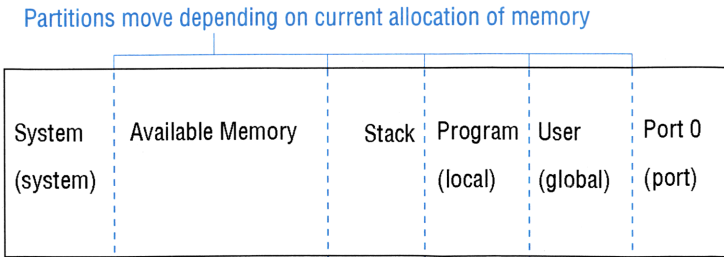 Partitions move depending on current allocation of memory
System
(system)
Available Memory
Stack
Program
(local)
User
(global)
Port 0
(port)